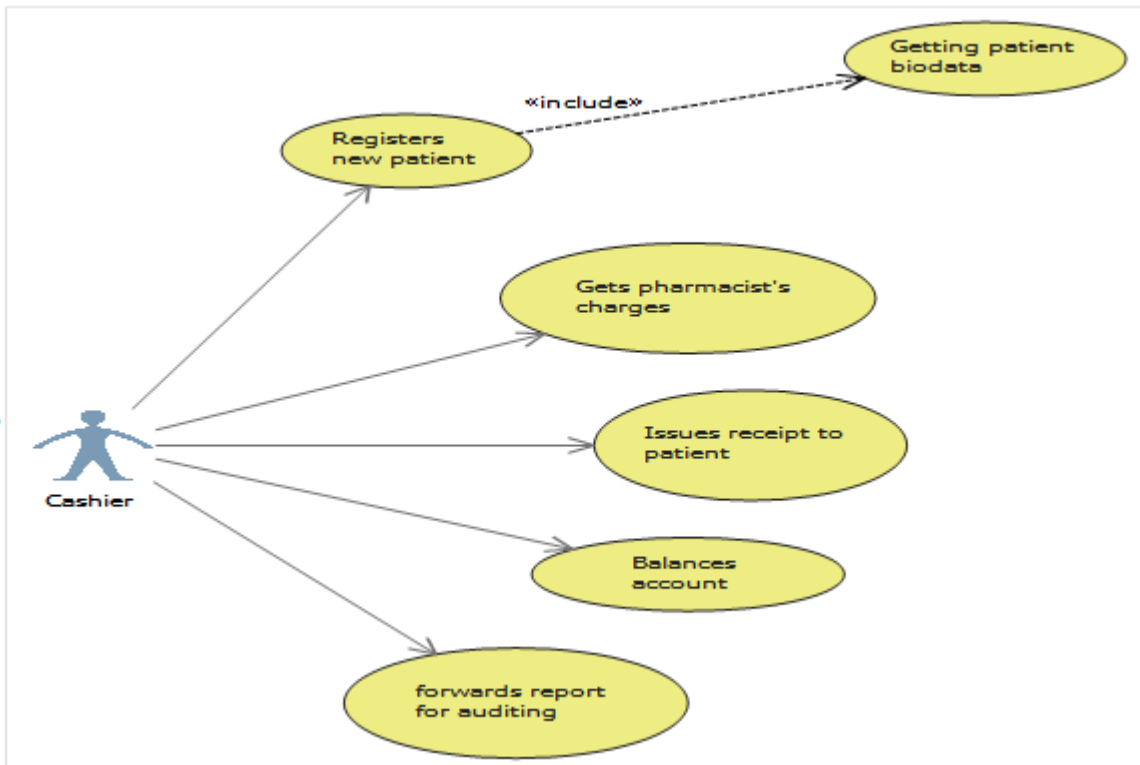 Getting patient
biodata
«include»
Registers
new patient
Gets pharmacist's
charges
Issues receipt to
patient
Cashier
Balances
account
forwards report
for auditing